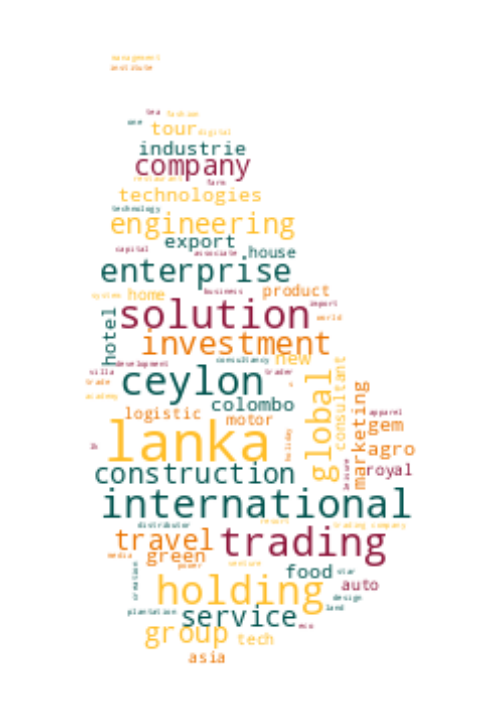 management
institute
tea fashion
one
tour digital
industrie
company
restaurant
farm
technologies
technology
engineering
export
capital associate house
enterprise
business
system home product
solution import
world
hotel
investment
consultancy new
development
villa trader
ceylon
trade
academy
global
consultant
marketing
colombo
logistic
motor
apparel
gem
lanka
holiday
agro
royal
leisure
construction
international
distributor resort trading company
travel trading
media green
power venture
food star
creation
holding auto
design
plantation land
service
eco
group tech
asia